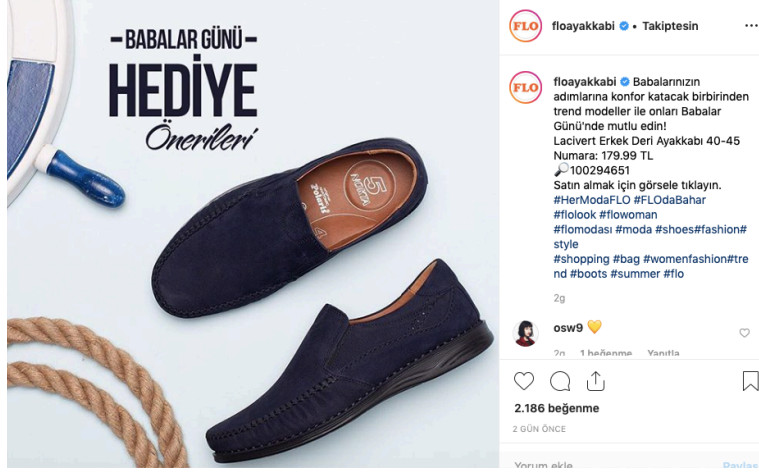 BABALAR GÜNÜ
HEDİYE
Önerileri
5
NOKTA
Polaris
FLO
floayakkabi • Takiptesin
FLO
floayakkabi Babalarınızın
adımlarına konfor katacak birbirinden
trend modeller ile onları Babalar
Günü'nde mutlu edin!
Lacivert Erkek Deri Ayakkabı 40-45
Numara: 179.99 TL
🔎100294651
Satın almak için görsele tıklayın.
#HerModaFLO #FLOdaBahar
#flolook #flowoman
#flomodası #moda #shoes#fashion#
style
#shopping #bag #womenfashion#tre
nd #boots #summer #flo
2g
osw9 💛
2g 1 beğenme Yanıtla
2.186 beğenme
2 GÜN ÖNCE
Yorum ekle
Paylaş